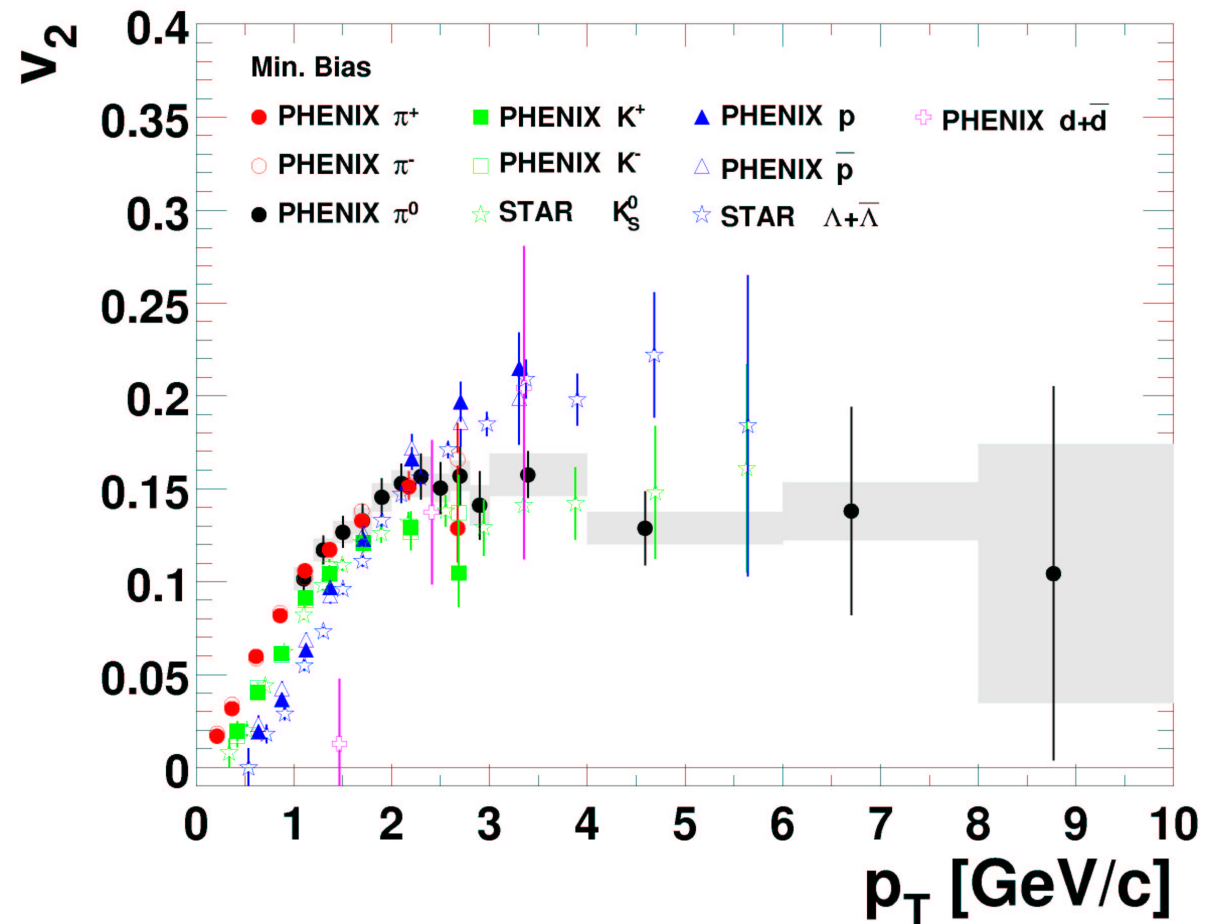 v₂
0.4
0.35
0.3
0.25
0.2
0.15
0.1
0.05
0
Min. Bias
PHENIX π⁺ PHENIX K⁺ PHENIX p PHENIX d+d̅
PHENIX π⁻ PHENIX K⁻ PHENIX p̅
PHENIX π⁰ STAR K⁰ₛ STAR Λ+Λ̅
0 1 2 3 4 5 6 7 8 9 10
p_T [GeV/c]